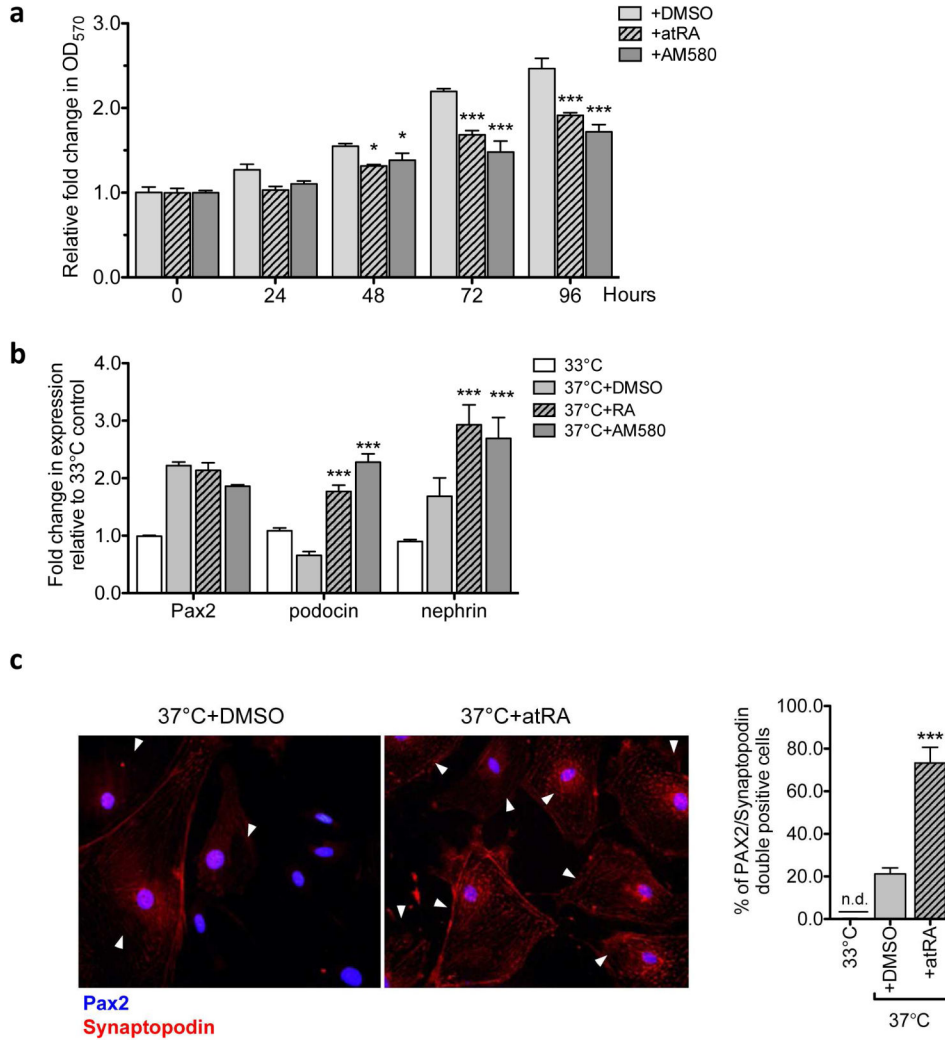 a
Relative fold change in OD570
3.0
2.0
1.0
0.0
* *
*** ***
*** ***
0 24 48 72 96 Hours
+DMSO
+atRA
+AM580
b
Fold change in expression
relative to 33°C control
4.0
3.0
2.0
1.0
0.0
*** ***
*** ***
Pax2 podocin nephrin
33°C
37°C+DMSO
37°C+RA
37°C+AM580
c
37°C+DMSO 37°C+atRA
Pax2
Synaptopodin
% of PAX2/Synaptopodin
double positive cells
100.0
80.0
60.0
40.0
20.0
0.0
n.d.
***
33°C
+DMSO
+atRA
37°C